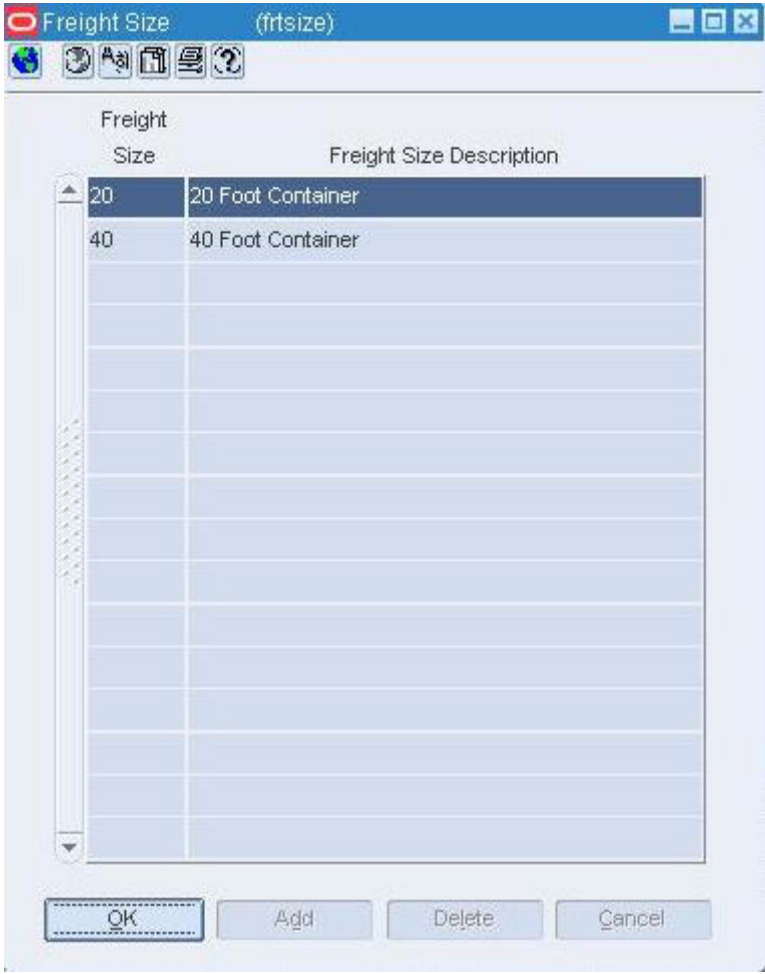 Freight Size (frtsize)
Freight
Size Freight Size Description
20 20 Foot Container
40 40 Foot Container
OK Add Delete Cancel